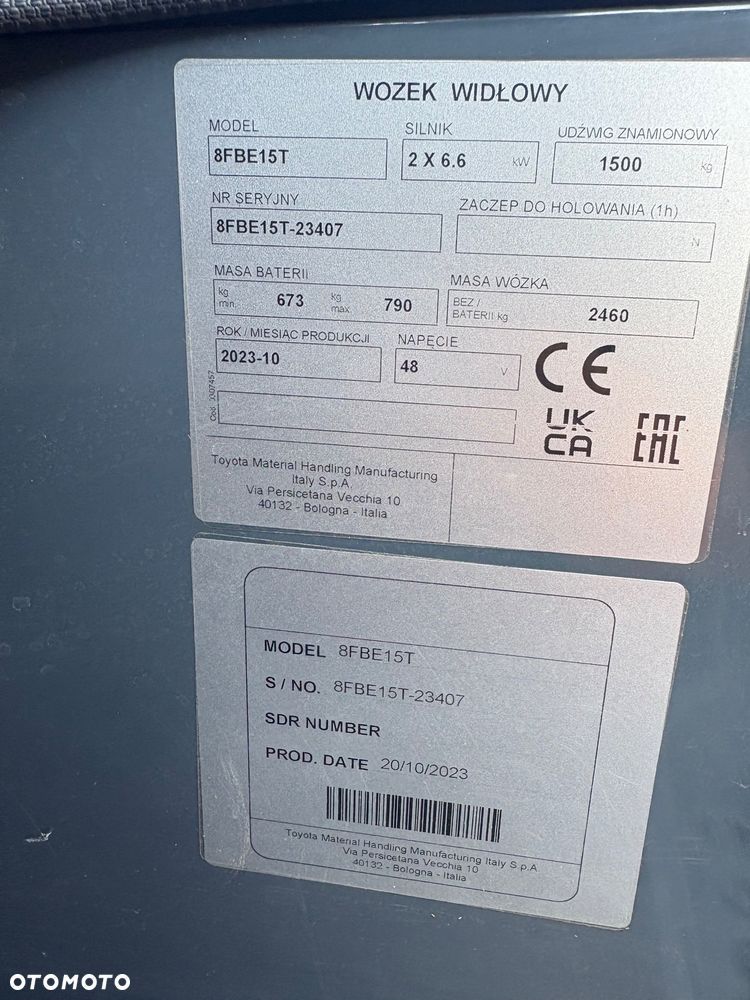 WOZEK WIDŁOWY
MODEL
8FBE15T
SILNIK
2 X 6.6 kW
UDŹWIG ZNAMIONOWY
1500 kg
NR SERYJNY
8FBE15T-23407
ZACZEP DO HOLOWANIA (1h)
N
MASA BATERII
kg min. 673 kg max 790
MASA WÓZKA
BEZ / BATERII kg 2460
ROK / MIESIĄC PRODUKCJI
2023-10
NAPĘCIE
48 V
CE
UK
CA
EAC
Cod. 3307457
Toyota Material Handling Manufacturing
Italy S.p.A.
Via Persicetana Vecchia 10
40132 - Bologna - Italia
MODEL 8FBE15T
S / NO. 8FBE15T-23407
SDR NUMBER
PROD. DATE 20/10/2023
Toyota Material Handling Manufacturing Italy S.p.A
Via Persicetana Vecchia 10
40132 - Bologna - Italia
OTOMOTO